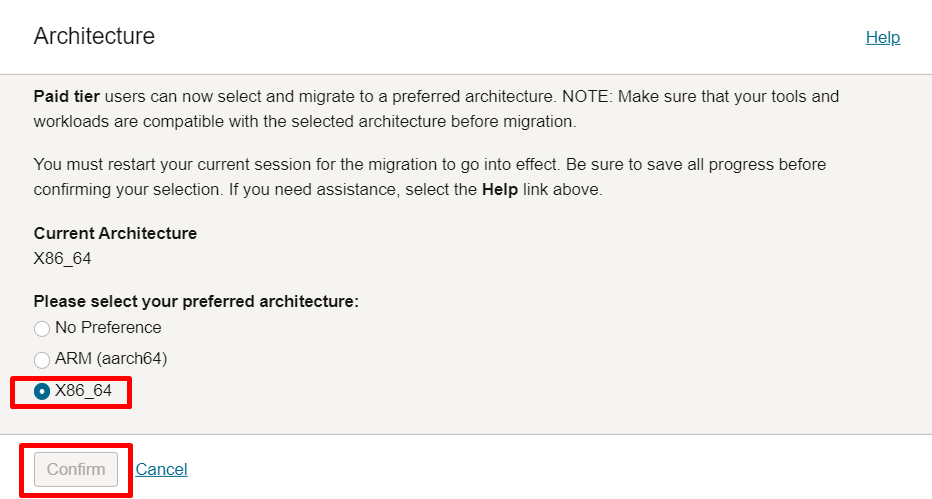 Architecture
Help
Paid tier users can now select and migrate to a preferred architecture. NOTE: Make sure that your tools and
workloads are compatible with the selected architecture before migration.
You must restart your current session for the migration to go into effect. Be sure to save all progress before
confirming your selection. If you need assistance, select the Help link above.
Current Architecture
X86_64
Please select your preferred architecture:
No Preference
ARM (aarch64)
X86_64
Confirm
Cancel